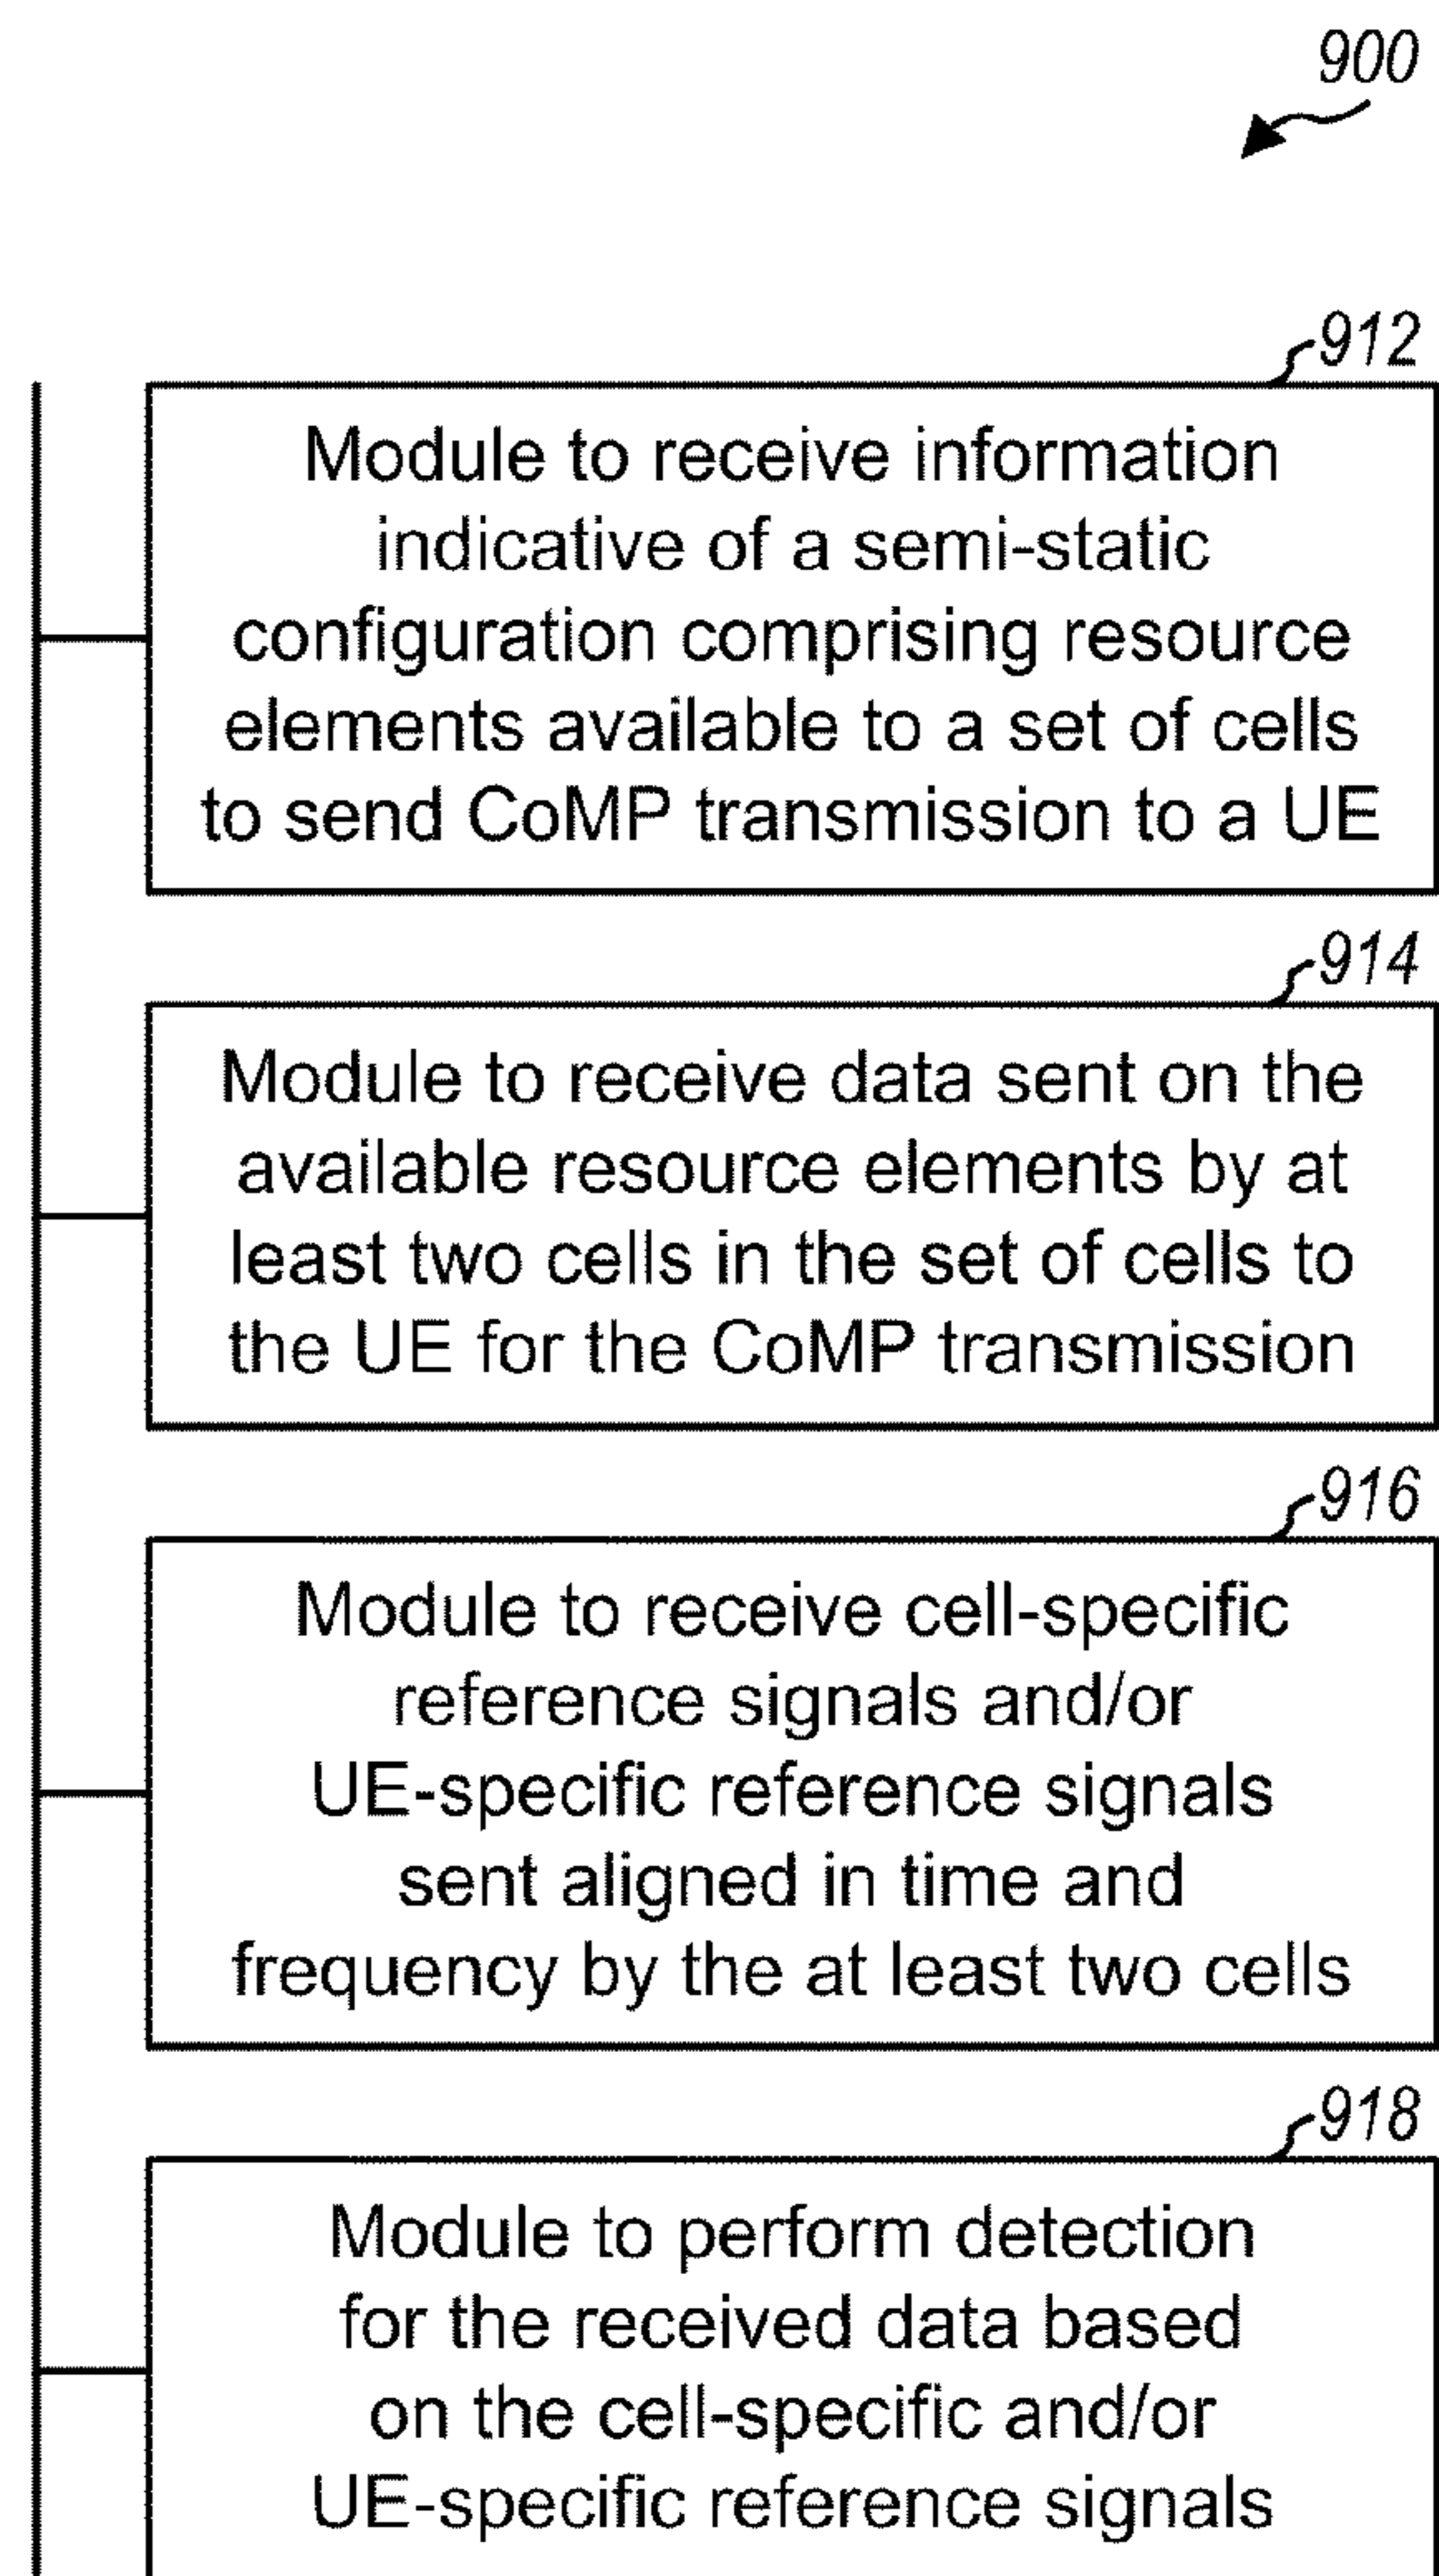 900
912
Module to receive information
indicative of a semi-static
configuration comprising resource
elements available to a set of cells
to send CoMP transmission to a UE
914
Module to receive data sent on the
available resource elements by at
least two cells in the set of cells to
the UE for the CoMP transmission
916
Module to receive cell-specific
reference signals and/or
UE-specific reference signals
sent aligned in time and
frequency by the at least two cells
918
Module to perform detection
for the received data based
on the cell-specific and/or
UE-specific reference signals